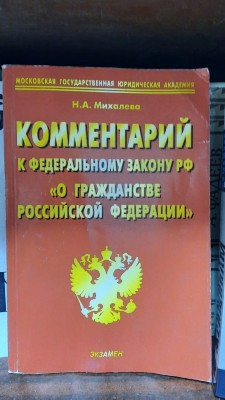 МОСКОВСКАЯ ГОСУДАРСТВЕННАЯ ЮРИДИЧЕСКАЯ АКАДЕМИЯ
Н.А. Михалева
КОММЕНТАРИЙ
К ФЕДЕРАЛЬНОМУ ЗАКОНУ РФ
«О ГРАЖДАНСТВЕ
РОССИЙСКОЙ ФЕДЕРАЦИИ»
ЭКЗАМЕН